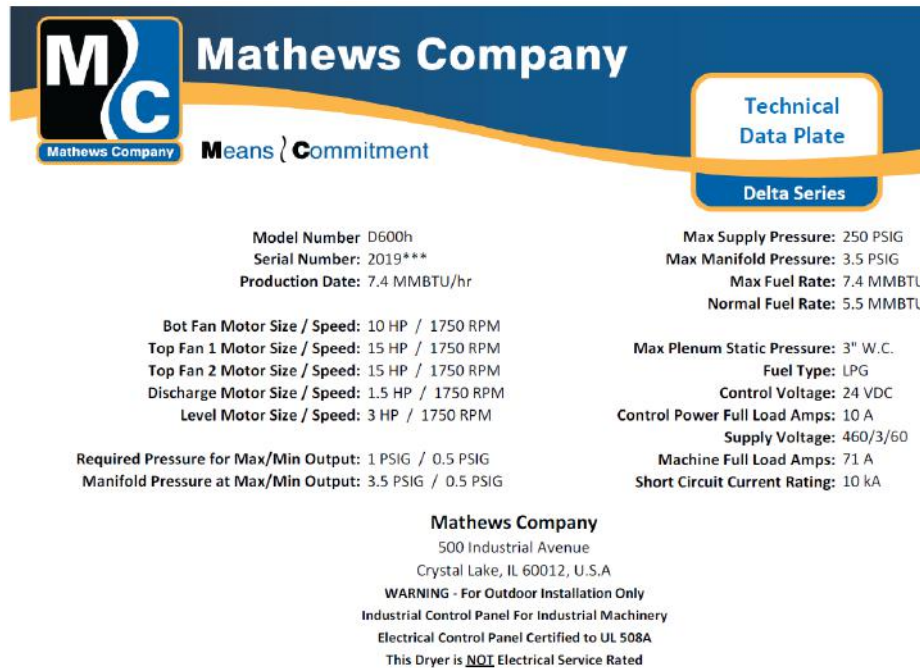 MC
Mathews Company
Mathews Company
Means Commitment
Technical
Data Plate
Delta Series
Model Number D600h
Serial Number: 2019***
Production Date: 7.4 MMBTU/hr
Bot Fan Motor Size / Speed: 10 HP / 1750 RPM
Top Fan 1 Motor Size / Speed: 15 HP / 1750 RPM
Top Fan 2 Motor Size / Speed: 15 HP / 1750 RPM
Discharge Motor Size / Speed: 1.5 HP / 1750 RPM
Level Motor Size / Speed: 3 HP / 1750 RPM
Required Pressure for Max/Min Output: 1 PSIG / 0.5 PSIG
Manifold Pressure at Max/Min Output: 3.5 PSIG / 0.5 PSIG
Max Supply Pressure: 250 PSIG
Max Manifold Pressure: 3.5 PSIG
Max Fuel Rate: 7.4 MMBTU
Normal Fuel Rate: 5.5 MMBTU
Max Plenum Static Pressure: 3" W.C.
Fuel Type: LPG
Control Voltage: 24 VDC
Control Power Full Load Amps: 10 A
Supply Voltage: 460/3/60
Machine Full Load Amps: 71 A
Short Circuit Current Rating: 10 kA
Mathews Company
500 Industrial Avenue
Crystal Lake, IL 60012, U.S.A
WARNING - For Outdoor Installation Only
Industrial Control Panel For Industrial Machinery
Electrical Control Panel Certified to UL 508A
This Dryer is NOT Electrical Service Rated